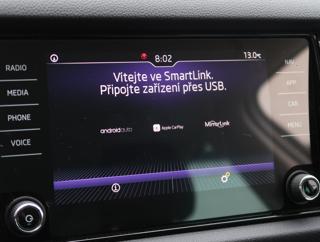 8:02
13.0°C
RADIO
NAV
Vítejte ve SmartLink.
Připojte zařízení přes USB.
MEDIA
APP
PHONE
CAR
androidauto
Apple CarPlay
MirrorLink
VOICE
MENU